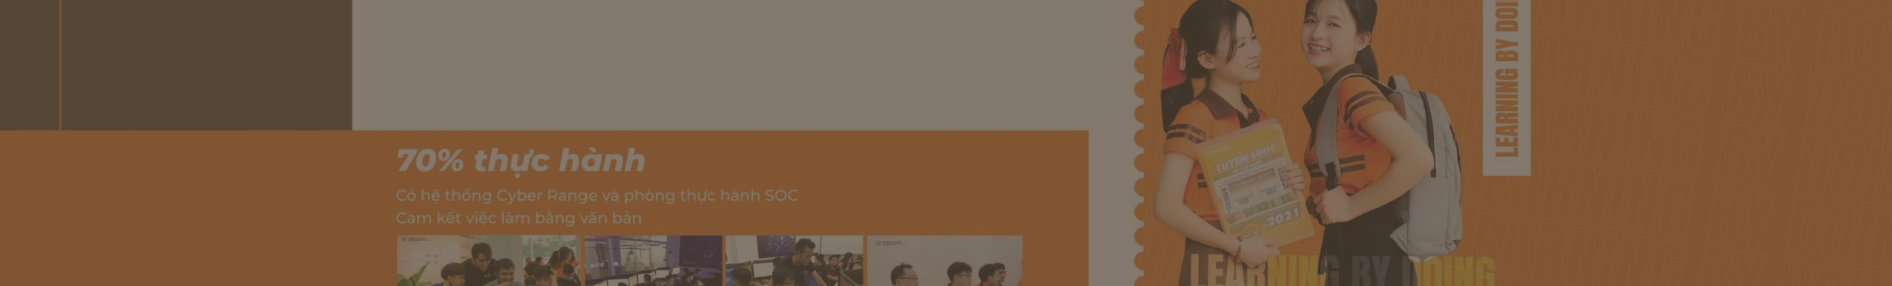 70% thực hành
Có hệ thống Cyber Range và phòng thực hành SOC
Cam kết việc làm bằng văn bản
LEARNING BY DOI
TUYỂN SINH
2021
LEARNING BY DOING